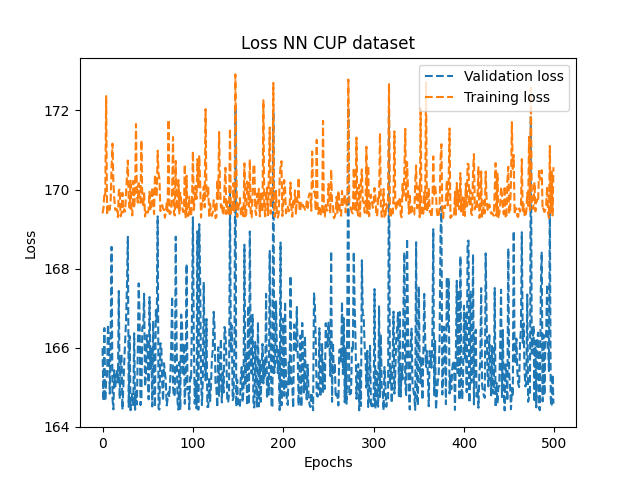 Loss NN CUP dataset
Validation loss
Training loss
172
170
168
166
164
Loss
0
100
200
300
400
500
Epochs